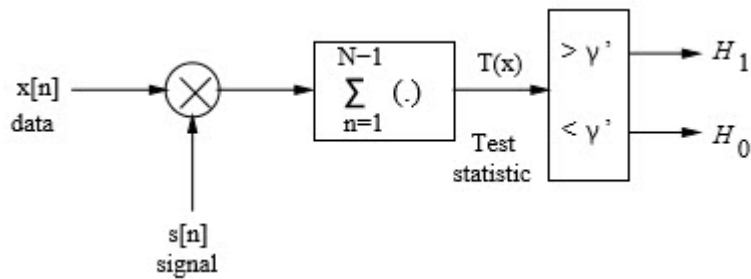 x[n]
data
s[n]
signal
N−1
Σ (.)
n=1
T(x)
Test
statistic
> γ'
< γ'
H1
H0